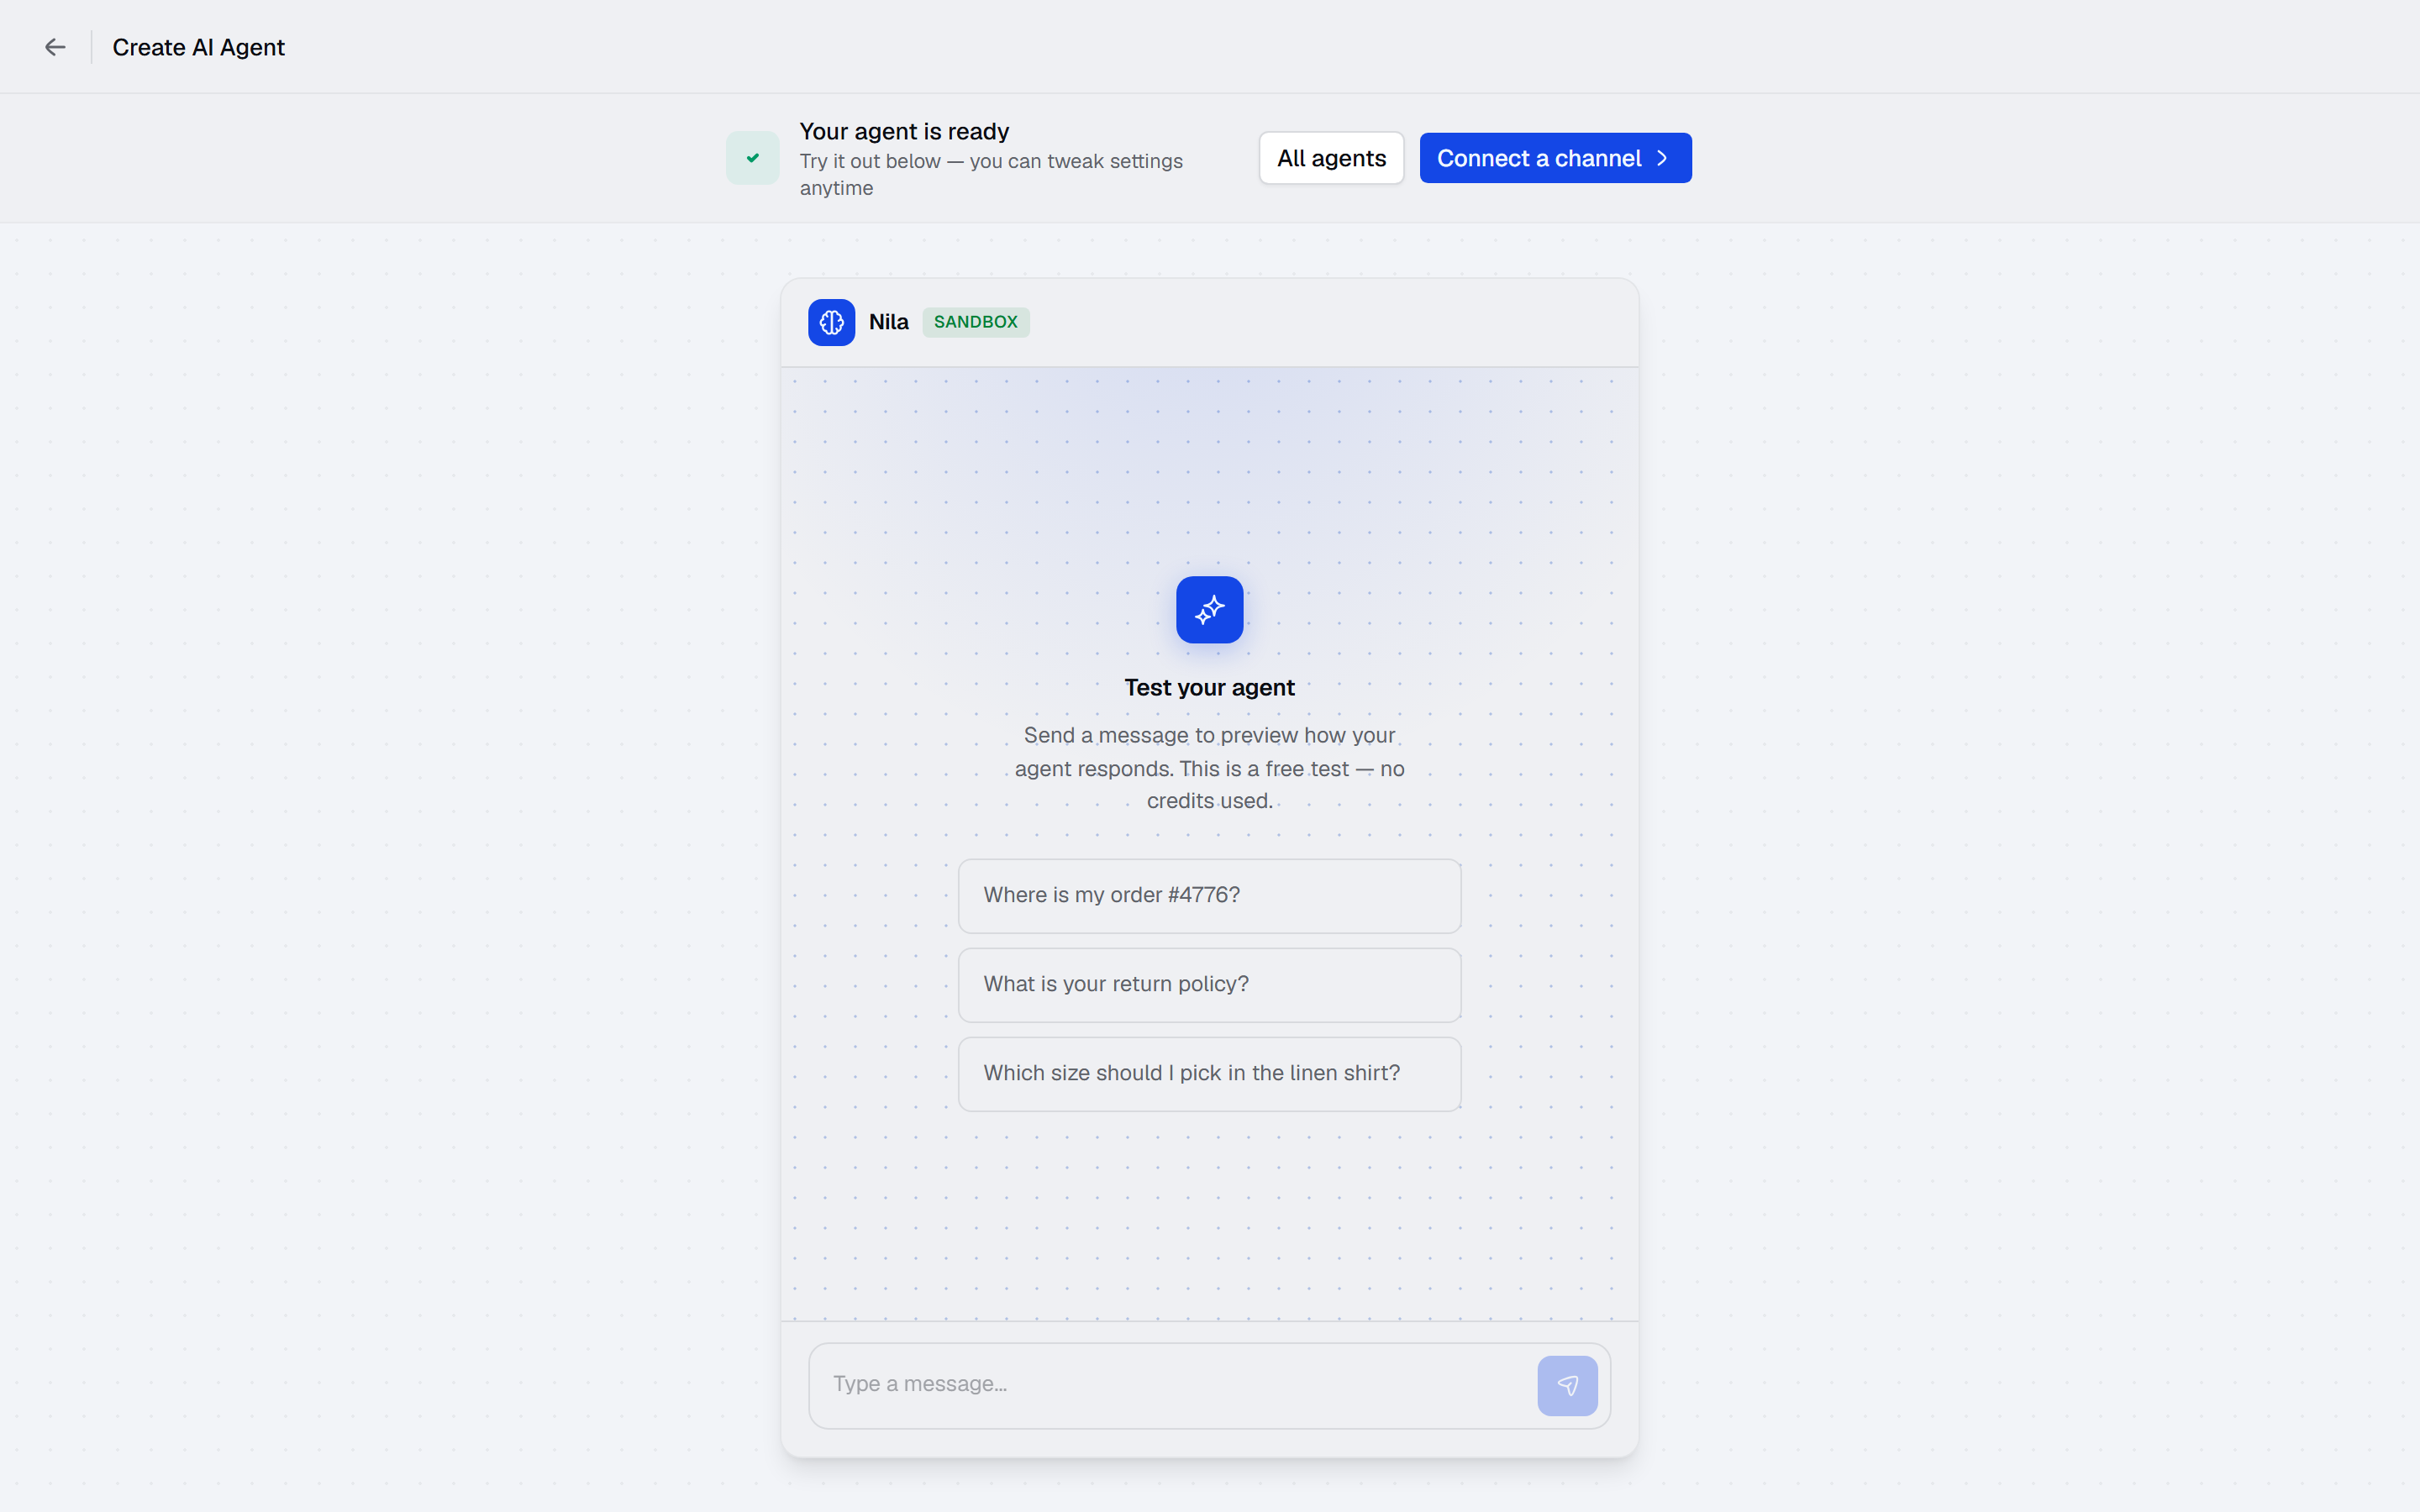 Create AI Agent
Your agent is ready
Try it out below — you can tweak settings
anytime
All agents
Connect a channel
Nila
SANDBOX
Test your agent
Send a message to preview how your
agent responds. This is a free test — no
credits used.
Where is my order #4776?
What is your return policy?
Which size should I pick in the linen shirt?
Type a message...